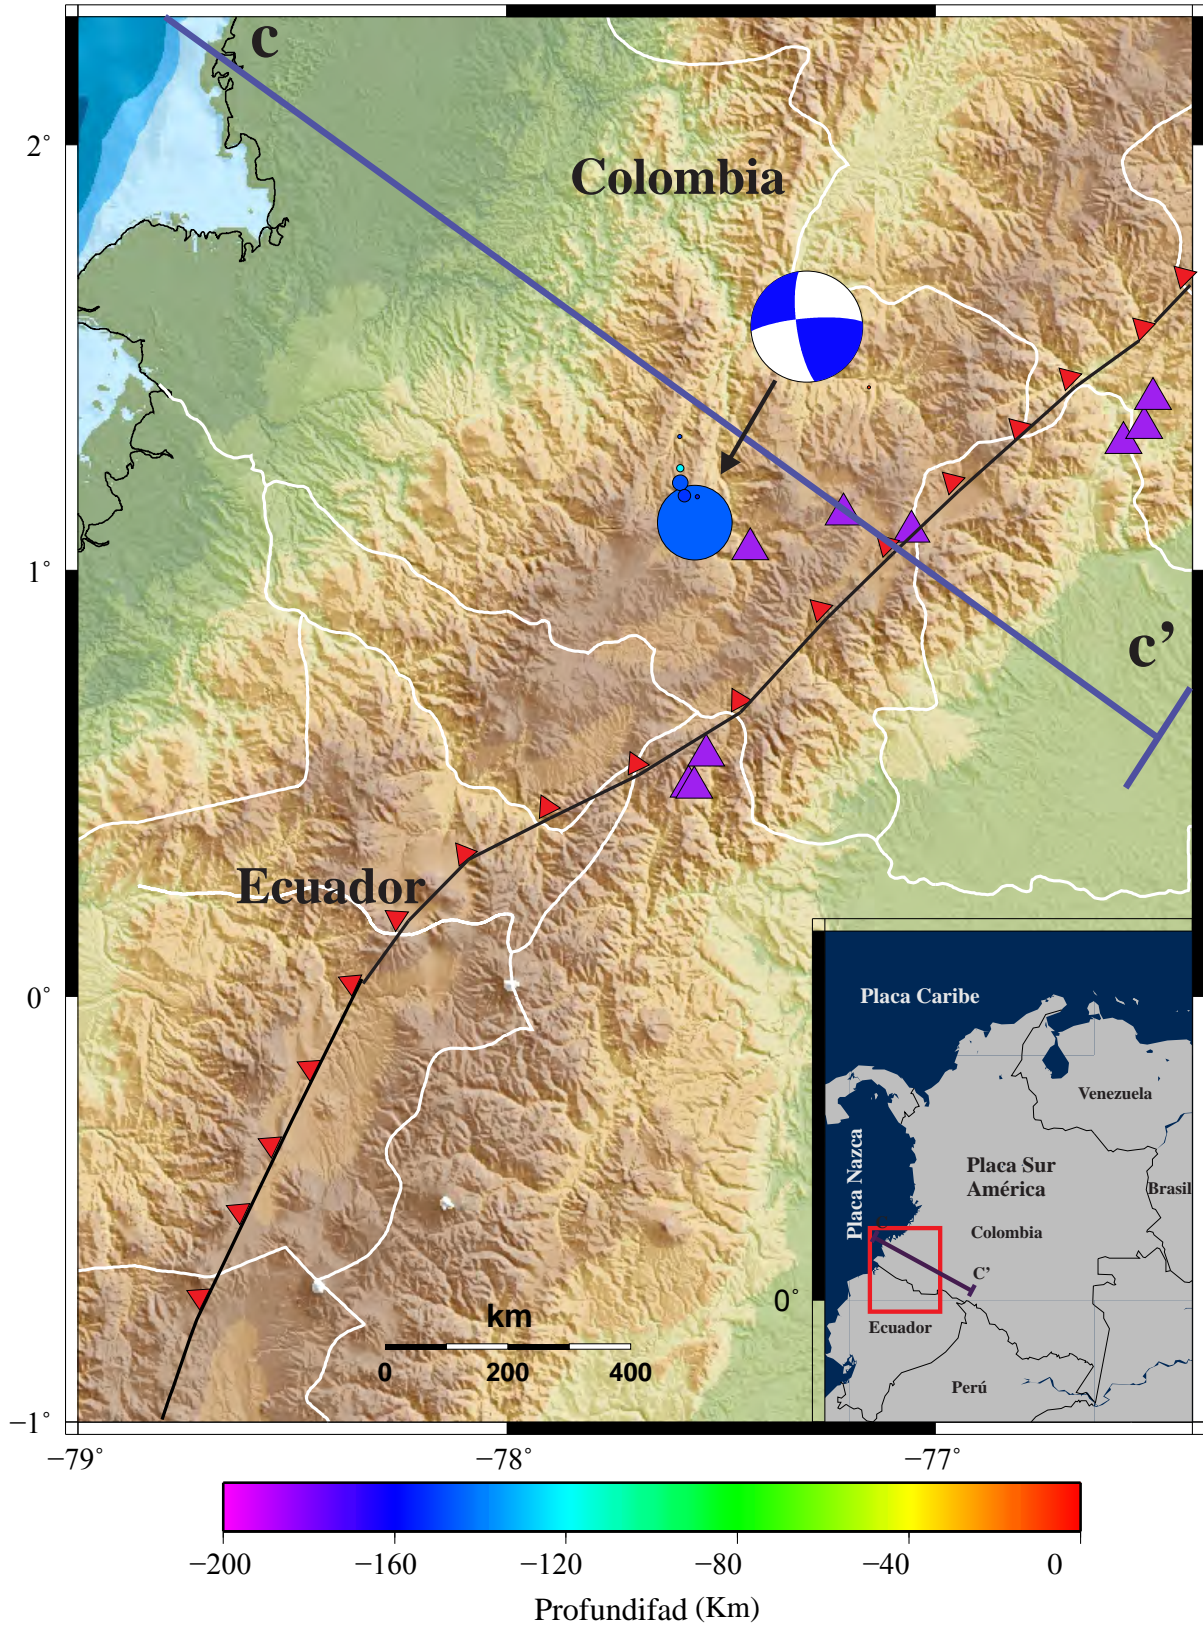 c
2°
Colombia
1°
c’
Ecuador
0°
Placa Caribe
Venezuela
Placa Nazca
Placa Sur
América
Brasil
Colombia
C'
0°
Ecuador
Perú
km
0 200 400
−1°
−79° −78° −77°
−200 −160 −120 −80 −40 0
Profundifad (Km)